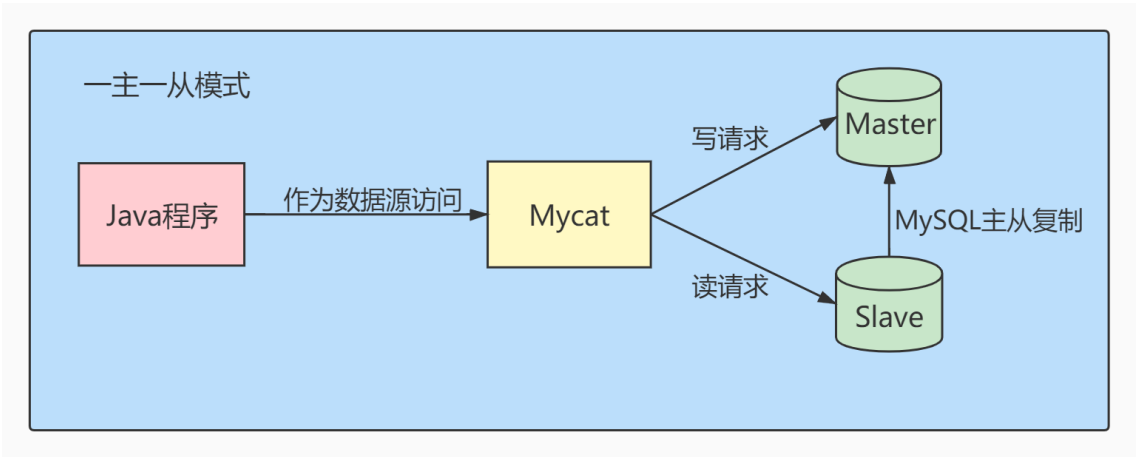 一主一从模式
Master
写请求
Java程序
作为数据源访问
Mycat
MySQL主从复制
读请求
Slave